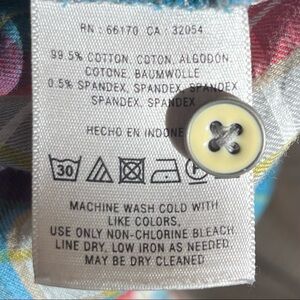 RN : 66170 CA : 32054
99.5% COTTON, COTON, ALGODÓN
COTONE, BAUMWOLLE
0.5% SPANDEX, SPANDEX, SPANDEX
SPANDEX, SPANDEX
HECHO EN INDONE
30
P
MACHINE WASH COLD WITH
LIKE COLORS,
USE ONLY NON-CHLORINE BLEACH
LINE DRY. LOW IRON AS NEEDED
MAY BE DRY CLEANED